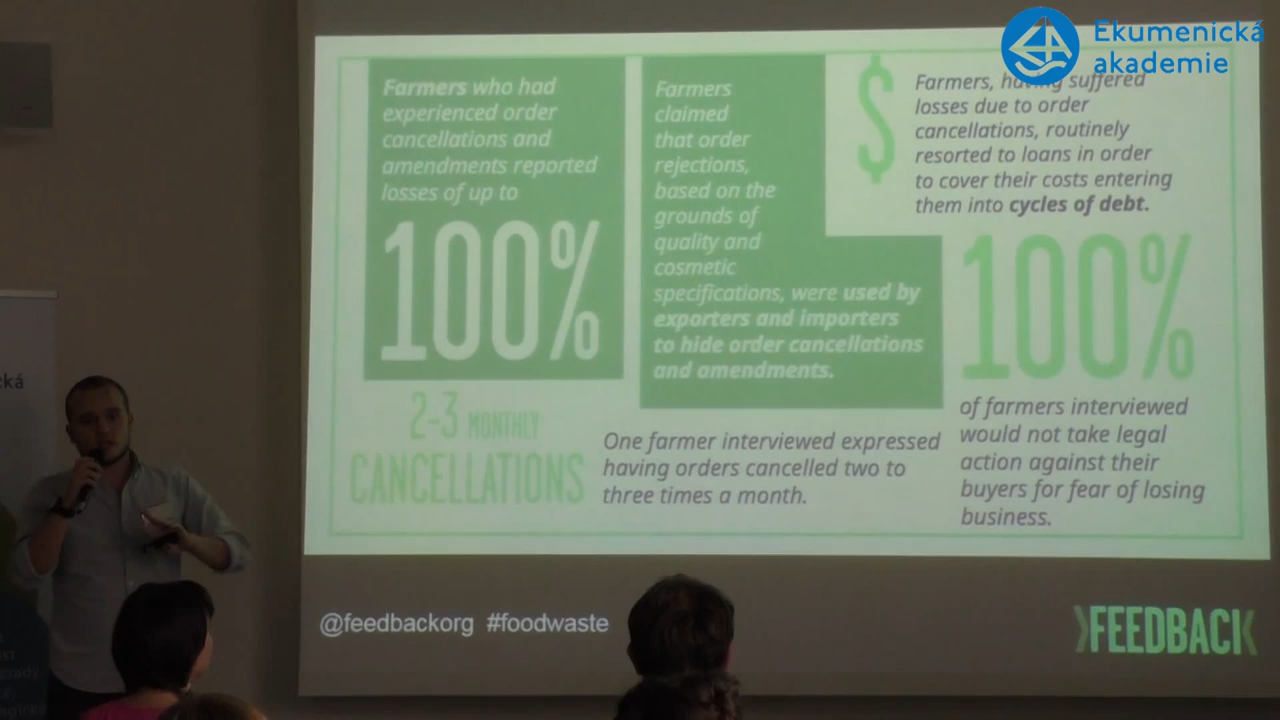 Ekumenická
akademie
Farmers who had
experienced order
cancellations and
amendments reported
losses of up to
100%
2-3 MONTHLY
CANCELLATIONS
Farmers
claimed
that order
rejections,
based on the
grounds of
quality and
cosmetic
specifications, were used by
exporters and importers
to hide order cancellations
and amendments.
One farmer interviewed expressed
having orders cancelled two to
three times a month.
$
Farmers, having suffered
losses due to order
cancellations, routinely
resorted to loans in order
to cover their costs entering
them into cycles of debt.
100%
of farmers interviewed
would not take legal
action against their
buyers for fear of losing
business.
@feedbackorg #foodwaste
FEEDBACK
cká